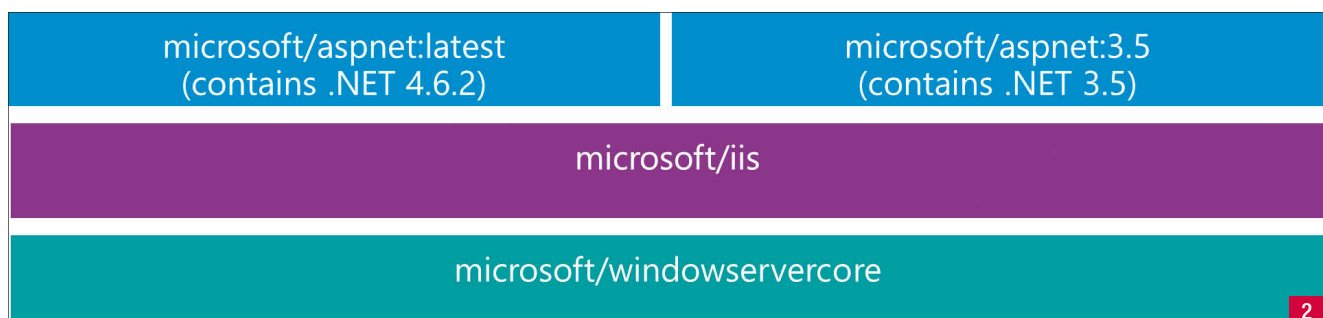 microsoft/aspnet:latest
(contains .NET 4.6.2)
microsoft/aspnet:3.5
(contains .NET 3.5)
microsoft/iis
microsoft/windowservercore
2